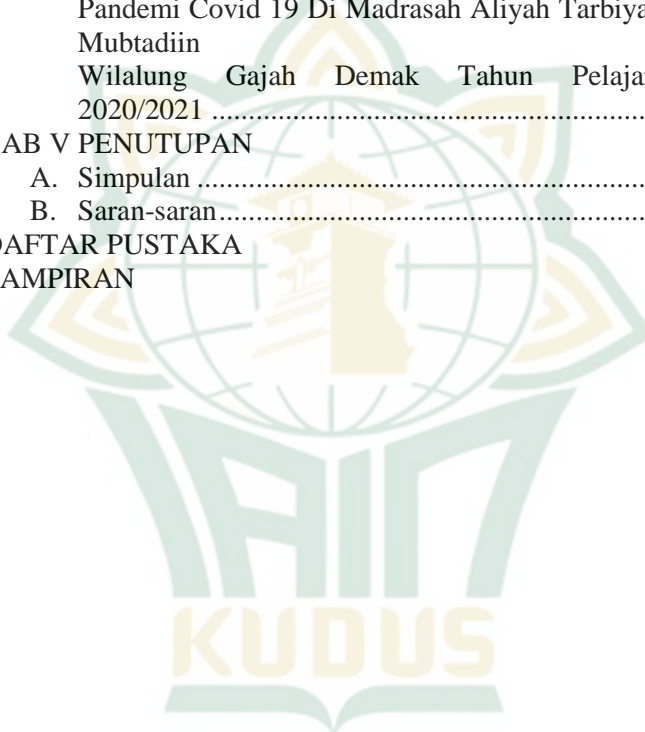 Pandemi Covid 19 Di Madrasah Aliyah Tarbiya
Mubtadiin
Wilalung Gajah Demak Tahun Pelaja
2020/2021 ..........................................................
AB V PENUTUPAN
A. Simpulan ............................................................
B. Saran-saran.........................................................
DAFTAR PUSTAKA
AMPIRAN
IAIN
KUDUS